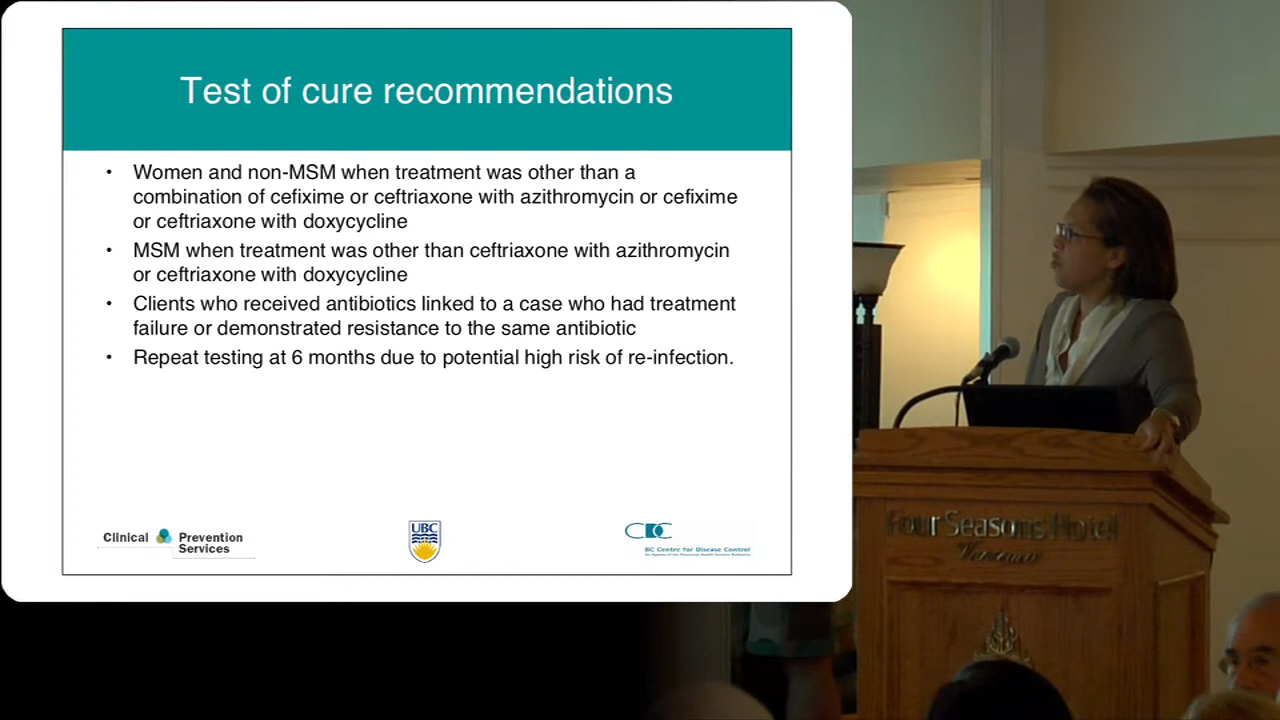 Test of cure recommendations
• Women and non-MSM when treatment was other than a
combination of cefixime or ceftriaxone with azithromycin or cefixime
or ceftriaxone with doxycycline
• MSM when treatment was other than ceftriaxone with azithromycin
or ceftriaxone with doxycycline
• Clients who received antibiotics linked to a case who had treatment
failure or demonstrated resistance to the same antibiotic
• Repeat testing at 6 months due to potential high risk of re-infection.
Clinical Prevention
Services
UBC
CDC
BC Centre for Disease Control
Four Seasons Hotel
Vancouver